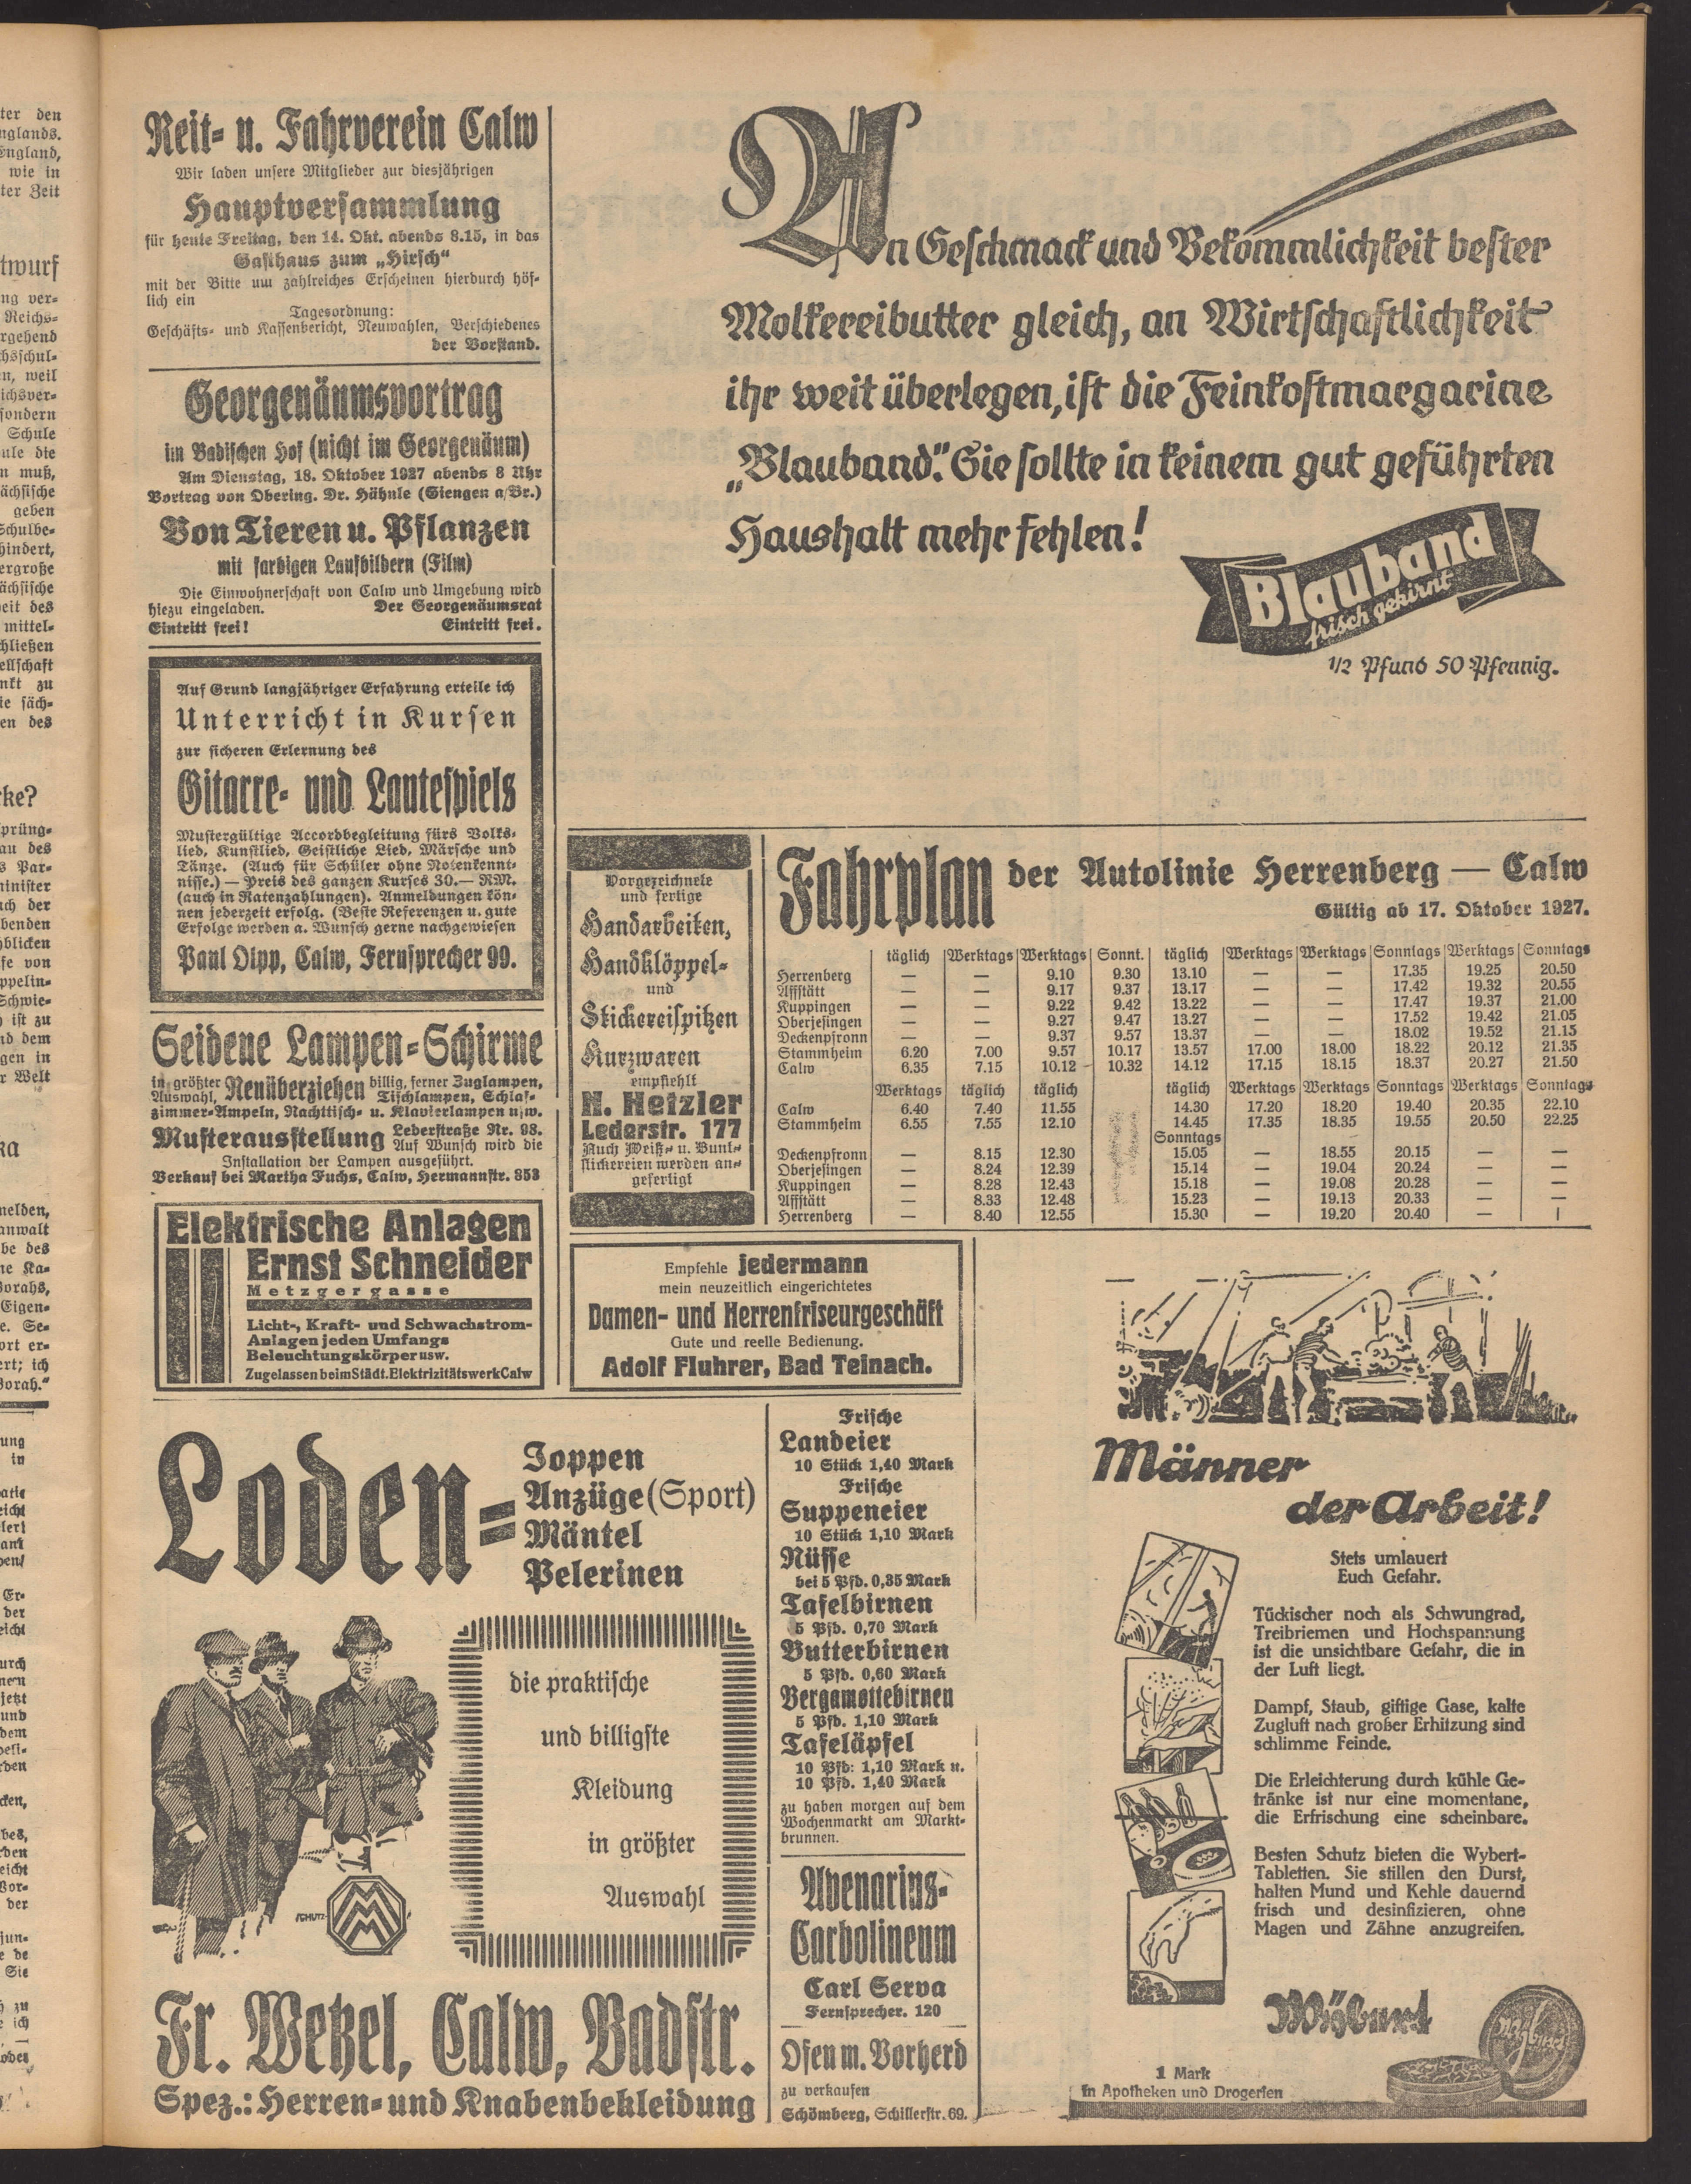 Reit- u. Fahrverein Calw
Wir laden unsere Mitglieder zur diesjährigen
Hauptversammlung
für heute Freitag, den 14. Okt. abends 8.15, in das
Gasthaus zum „Hirsch“
mit der Bitte um zahlreiches Erscheinen hierdurch höf-
lich ein
Tagesordnung:
Geschäfts- und Kassenbericht, Neuwahlen, Verschiedenes
der Vorstand.
Georgenäumsvortrag
im Badischen Hof (nicht im Georgenäum)
Am Dienstag, 18. Oktober 1927 abends 8 Uhr
Vortrag von Obering. Dr. Hähnle (Giengen a/Br.)
Von Tieren u. Pflanzen
mit farbigen Laufbildern (Film)
Die Einwohnerschaft von Calw und Umgebung wird
hiezu eingeladen. Der Georgenäumsrat
Eintritt frei! Eintritt frei.
Auf Grund langjähriger Erfahrung erteile ich
Unterricht in Kursen
zur sicheren Erlernung des
Gitarre- und Lautespiels
Mustergültige Accordbegleitung fürs Volks-
lied, Kunstlied, Geistliche Lied, Märsche und
Tänze. (Auch für Schüler ohne Notenkennt-
nisse.) — Preis des ganzen Kurses 30.— RM.
(auch in Ratenzahlungen). Anmeldungen kön-
nen jederzeit erfolg. (Beste Referenzen u. gute
Erfolge werden a. Wunsch gerne nachgewiesen
Paul Olpp, Calw, Fernsprecher 99.
Seidene Lampen-Schirme
in größter Auswahl, Neuüberziehen billig, ferner Zuglampen,
Tischlampen, Schlaf-
zimmer-Ampeln, Nachttisch- u. Klavierlampen usw.
Musterausstellung Lederstraße Nr. 98.
Auf Wunsch wird die
Installation der Lampen ausgeführt.
Verkauf bei Martha Fuchs, Calw, Hermannstr. 853
Elektrische Anlagen
Ernst Schneider
Metzgergasse
Licht-, Kraft- und Schwachstrom-
Anlagen jeden Umfangs
Beleuchtungskörper usw.
Zugelassen beim Städt. Elektrizitätswerk Calw
An Geschmack und Bekömmlichkeit bester
Molkereibutter gleich, an Wirtschaftlichkeit
ihr weit überlegen, ist die Feinkostmargarine
„Blauband“. Sie sollte in keinem gut geführten
Haushalt mehr fehlen!
Blauband
frisch gekirnt
1/2 Pfund 50 Pfennig.
Vorgezeichnete
und fertige
Handarbeiten,
Handklöppel-
und
Stickereispitzen
Kurzwaren
empfiehlt
H. Hetzler
Lederstr. 177
Auch Weiß- u. Bunt-
stickereien werden an-
gefertigt
Fahrplan der Autolinie Herrenberg — Calw
Gültig ab 17. Oktober 1927.
täglich Werktags Werktags Sonnt. täglich Werktags Werktags Sonntags Werktags Sonntags
Herrenberg — — 9.10 9.30 13.10 — — 17.35 19.25 20.50
Affstätt — — 9.17 9.37 13.17 — — 17.42 19.32 20.55
Kuppingen — — 9.22 9.42 13.22 — — 17.47 19.37 21.00
Oberjesingen — — 9.27 9.47 13.27 — — 17.52 19.42 21.05
Deckenpfronn — — 9.37 9.57 13.37 — — 18.02 19.52 21.15
Stammheim 6.20 7.00 9.57 10.17 13.57 17.00 18.00 18.22 20.12 21.35
Calw 6.35 7.15 10.12 10.32 14.12 17.15 18.15 18.37 20.27 21.50
Werktags täglich täglich täglich Werktags Werktags Sonntags Werktags Sonntags
Calw 6.40 7.40 11.55 14.30 17.20 18.20 19.40 20.35 22.10
Stammheim 6.55 7.55 12.10 14.45 17.35 18.35 19.55 20.50 22.25
Sonntags
Deckenpfronn — 8.15 12.30 15.05 — 18.55 20.15 — —
Oberjesingen — 8.24 12.39 15.14 — 19.04 20.24 — —
Kuppingen — 8.28 12.43 15.18 — 19.08 20.28 — —
Affstätt — 8.33 12.48 15.23 — 19.13 20.33 — —
Herrenberg — 8.40 12.55 15.30 — 19.20 20.40 — —
Empfehle jedermann
mein neuzeitlich eingerichtetes
Damen- und Herrenfriseurgeschäft
Gute und reelle Bedienung.
Adolf Fluhrer, Bad Teinach.
Loden=
Joppen
Anzüge (Sport)
Mäntel
Pelerinen
die praktische
und billigste
Kleidung
in größter
Auswahl
SCHUTZ
Fr. Wetzel, Calw, Badstr.
Spez.: Herren- und Knabenbekleidung
Frische
Landeier
10 Stück 1,40 Mark
Frische
Suppeneier
10 Stück 1,10 Mark
Nüsse
bei 5 Pfd. 0,35 Mark
Tafelbirnen
5 Pfd. 0,70 Mark
Butterbirnen
5 Pfd. 0,60 Mark
Bergamottebirnen
5 Pfd. 1,10 Mark
Tafeläpfel
10 Pfd: 1,10 Mark u.
10 Pfd. 1,40 Mark
zu haben morgen auf dem
Wochenmarkt am Markt-
brunnen.
Avenarius-
Carbolineum
Carl Serva
Fernsprecher. 120
Ofen m. Vorherd
zu verkaufen
Schömberg, Schillerstr. 69.
Männer
der Arbeit!
Stets umlauert
Euch Gefahr.
Tückischer noch als Schwungrad,
Treibriemen und Hochspannung
ist die unsichtbare Gefahr, die in
der Luft liegt.
Dampf, Staub, giftige Gase, kalte
Zugluft nach großer Erhitzung sind
schlimme Feinde.
Die Erleichterung durch kühle Ge-
tränke ist nur eine momentane,
die Erfrischung eine scheinbare.
Besten Schutz bieten die Wybert-
Tabletten. Sie stillen den Durst,
halten Mund und Kehle dauernd
frisch und desinfizieren, ohne
Magen und Zähne anzugreifen.
Wybert
Wybert
1 Mark
In Apotheken und Drogerien